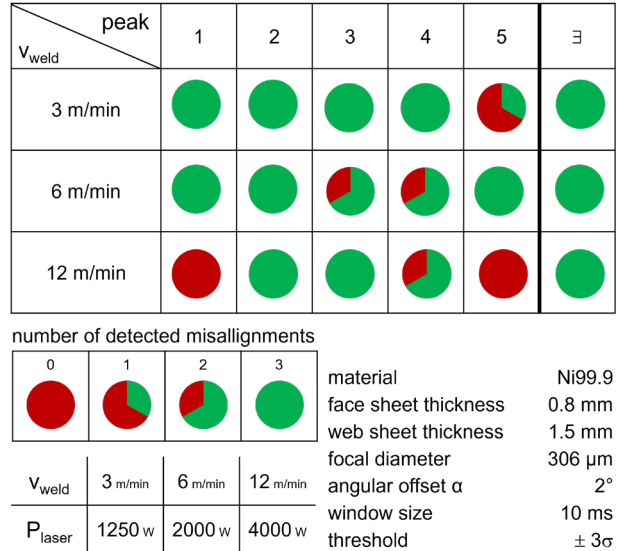 peak
v_weld
1 2 3 4 5 ∃
3 m/min
6 m/min
12 m/min
number of detected misallignments
0 1 2 3
material Ni99.9
face sheet thickness 0.8 mm
web sheet thickness 1.5 mm
focal diameter 306 µm
angular offset α 2°
window size 10 ms
threshold ± 3σ
v_weld 3 m/min 6 m/min 12 m/min
P_laser 1250 W 2000 W 4000 W